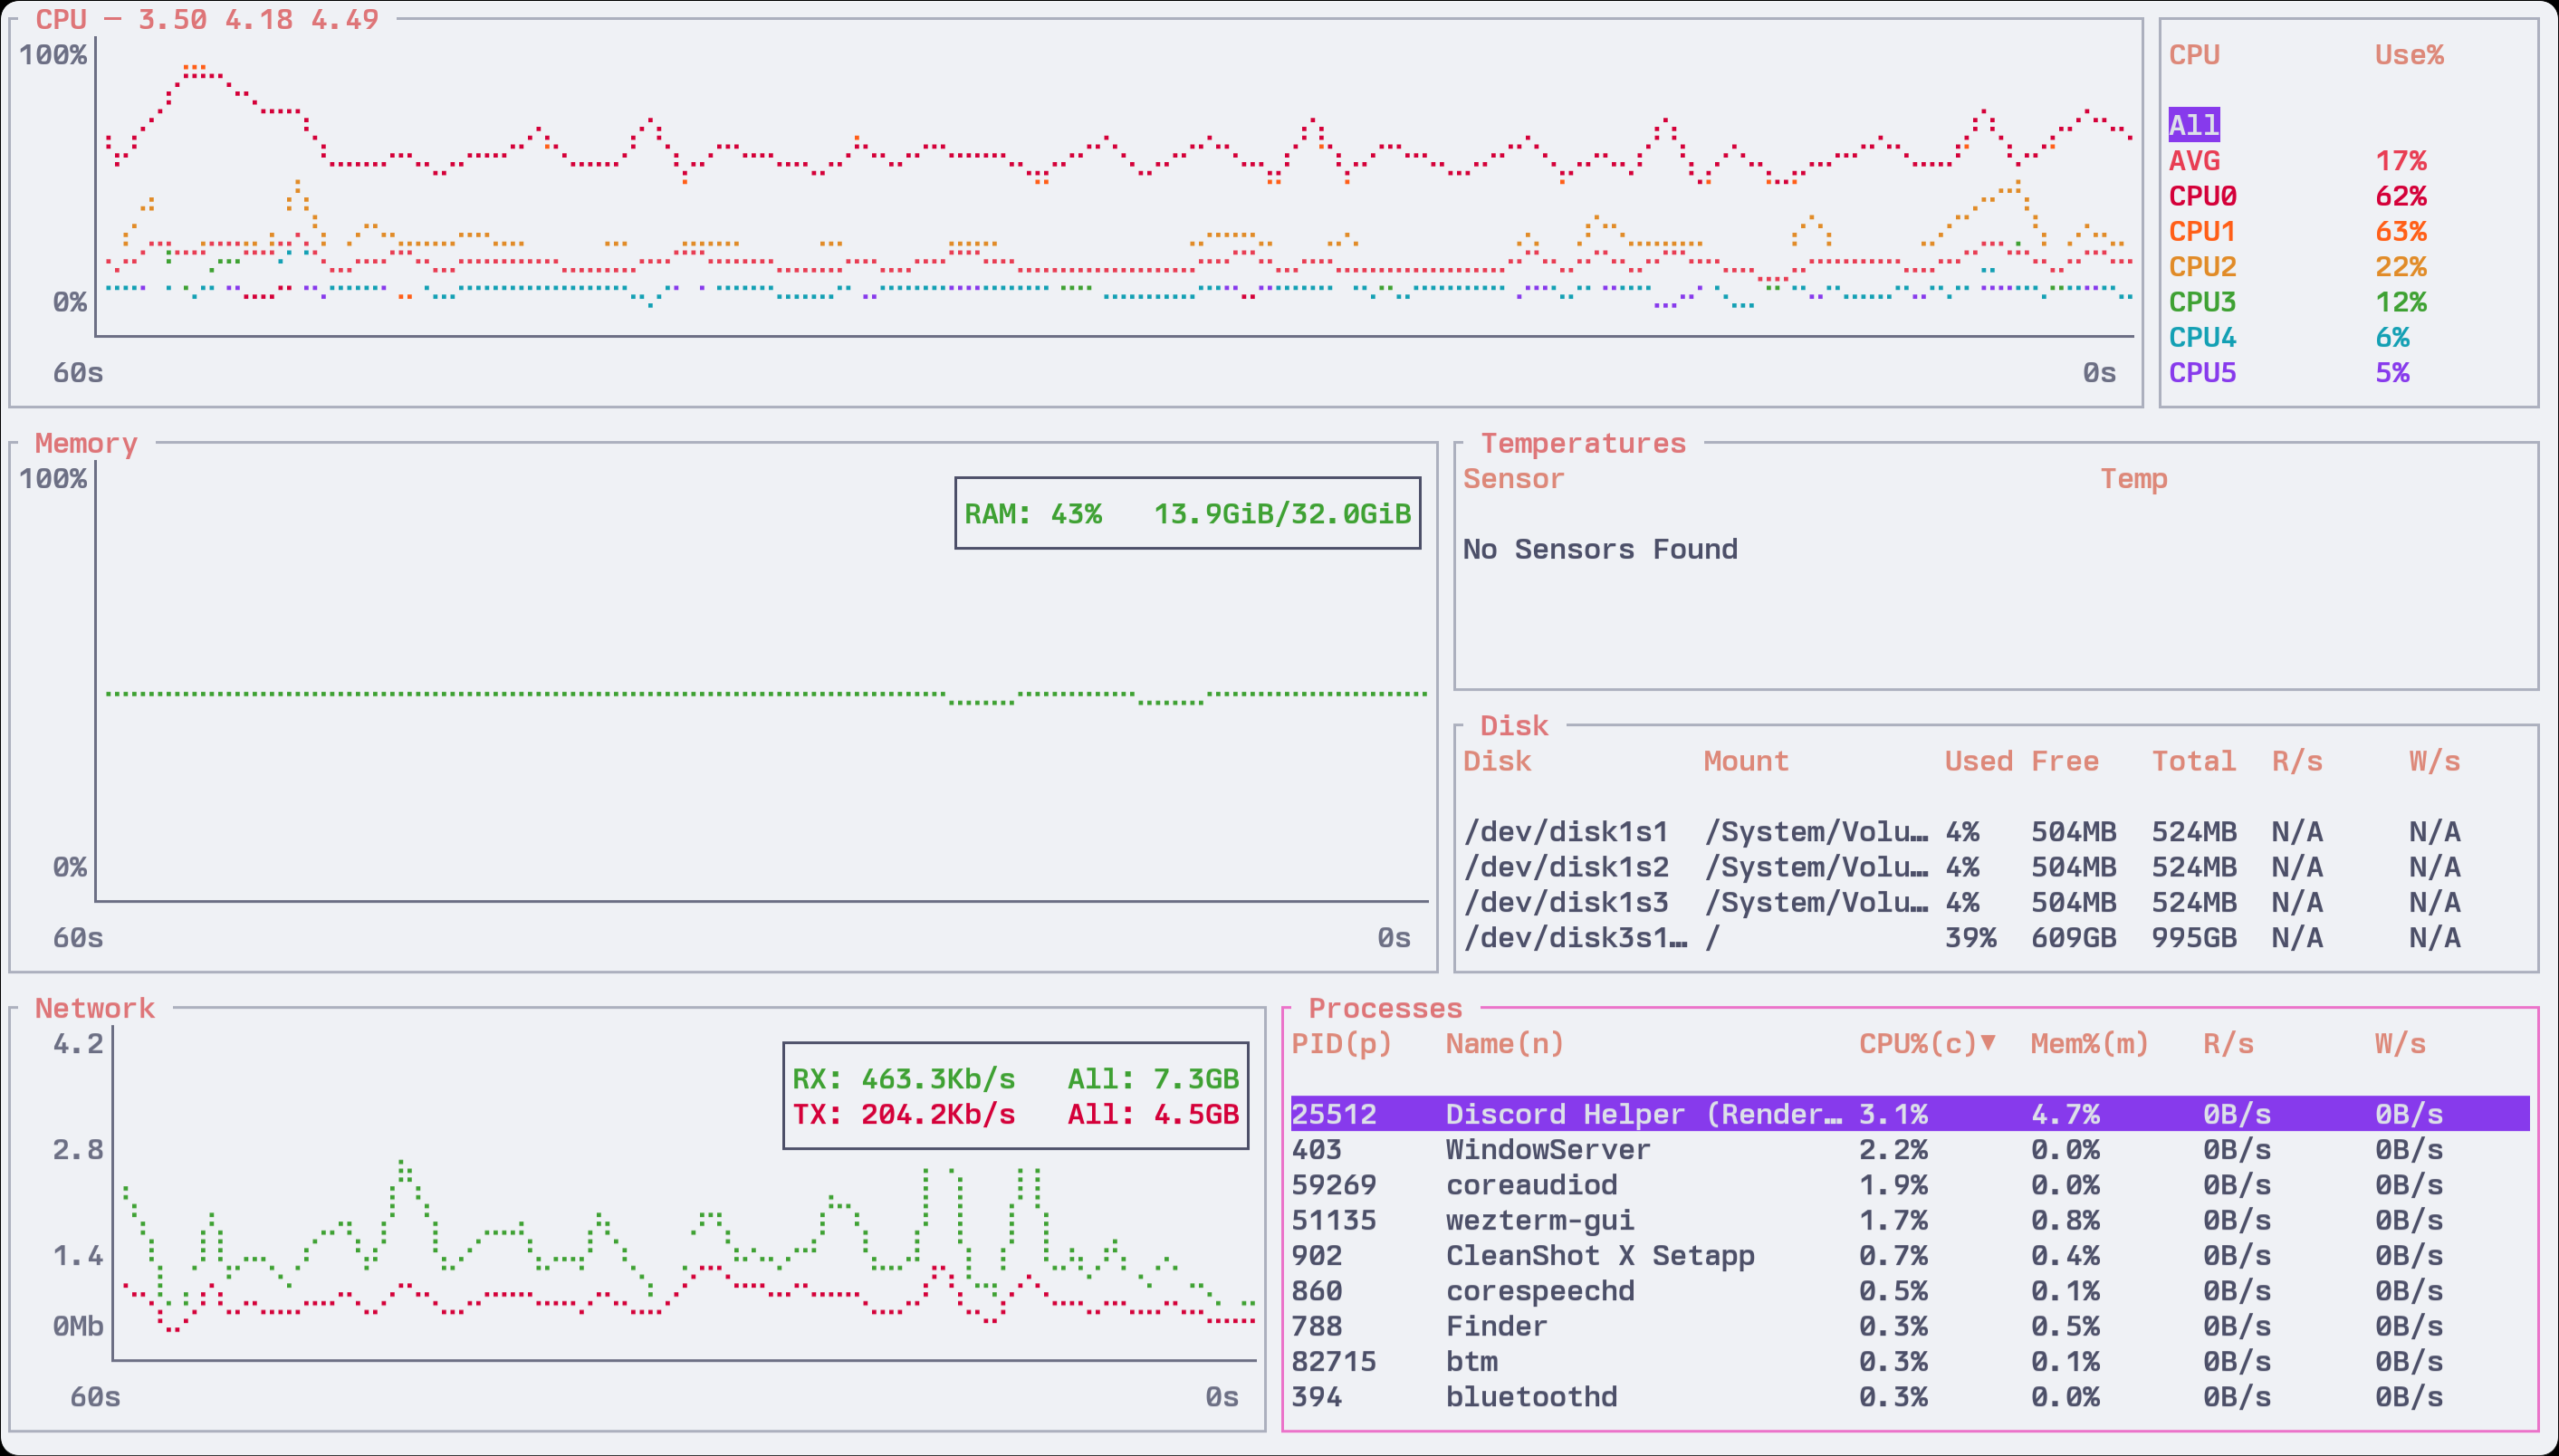 CPU — 3.50 4.18 4.49
100%
0%
60s 0s
CPU Use%
All
AVG 17%
CPU0 62%
CPU1 63%
CPU2 22%
CPU3 12%
CPU4 6%
CPU5 5%
Memory
100%
RAM: 43% 13.9GiB/32.0GiB
0%
60s 0s
Temperatures
Sensor Temp
No Sensors Found
Disk
Disk Mount Used Free Total R/s W/s
/dev/disk1s1 /System/Volu… 4% 504MB 524MB N/A N/A
/dev/disk1s2 /System/Volu… 4% 504MB 524MB N/A N/A
/dev/disk1s3 /System/Volu… 4% 504MB 524MB N/A N/A
/dev/disk3s1… / 39% 609GB 995GB N/A N/A
Network
4.2
RX: 463.3Kb/s All: 7.3GB
TX: 204.2Kb/s All: 4.5GB
2.8
1.4
0Mb
60s 0s
Processes
PID(p) Name(n) CPU%(c)▼ Mem%(m) R/s W/s
25512 Discord Helper (Render… 3.1% 4.7% 0B/s 0B/s
403 WindowServer 2.2% 0.0% 0B/s 0B/s
59269 coreaudiod 1.9% 0.0% 0B/s 0B/s
51135 wezterm-gui 1.7% 0.8% 0B/s 0B/s
902 CleanShot X Setapp 0.7% 0.4% 0B/s 0B/s
860 corespeechd 0.5% 0.1% 0B/s 0B/s
788 Finder 0.3% 0.5% 0B/s 0B/s
82715 btm 0.3% 0.1% 0B/s 0B/s
394 bluetoothd 0.3% 0.0% 0B/s 0B/s